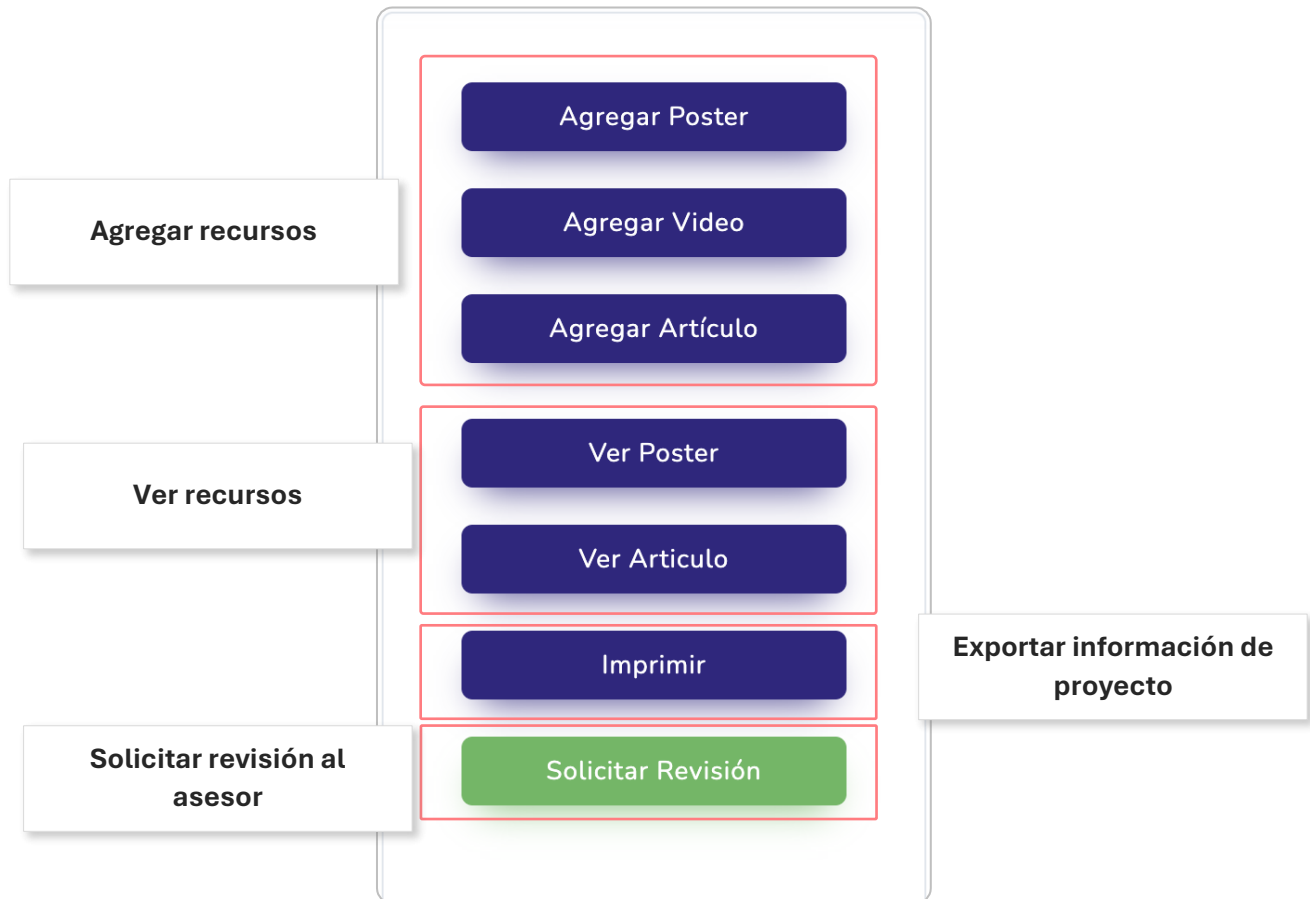 Agregar Poster
Agregar Video
Agregar recursos
Agregar Artículo
Ver Poster
Ver recursos
Ver Articulo
Imprimir
Exportar información de
proyecto
Solicitar revisión al
asesor
Solicitar Revisión